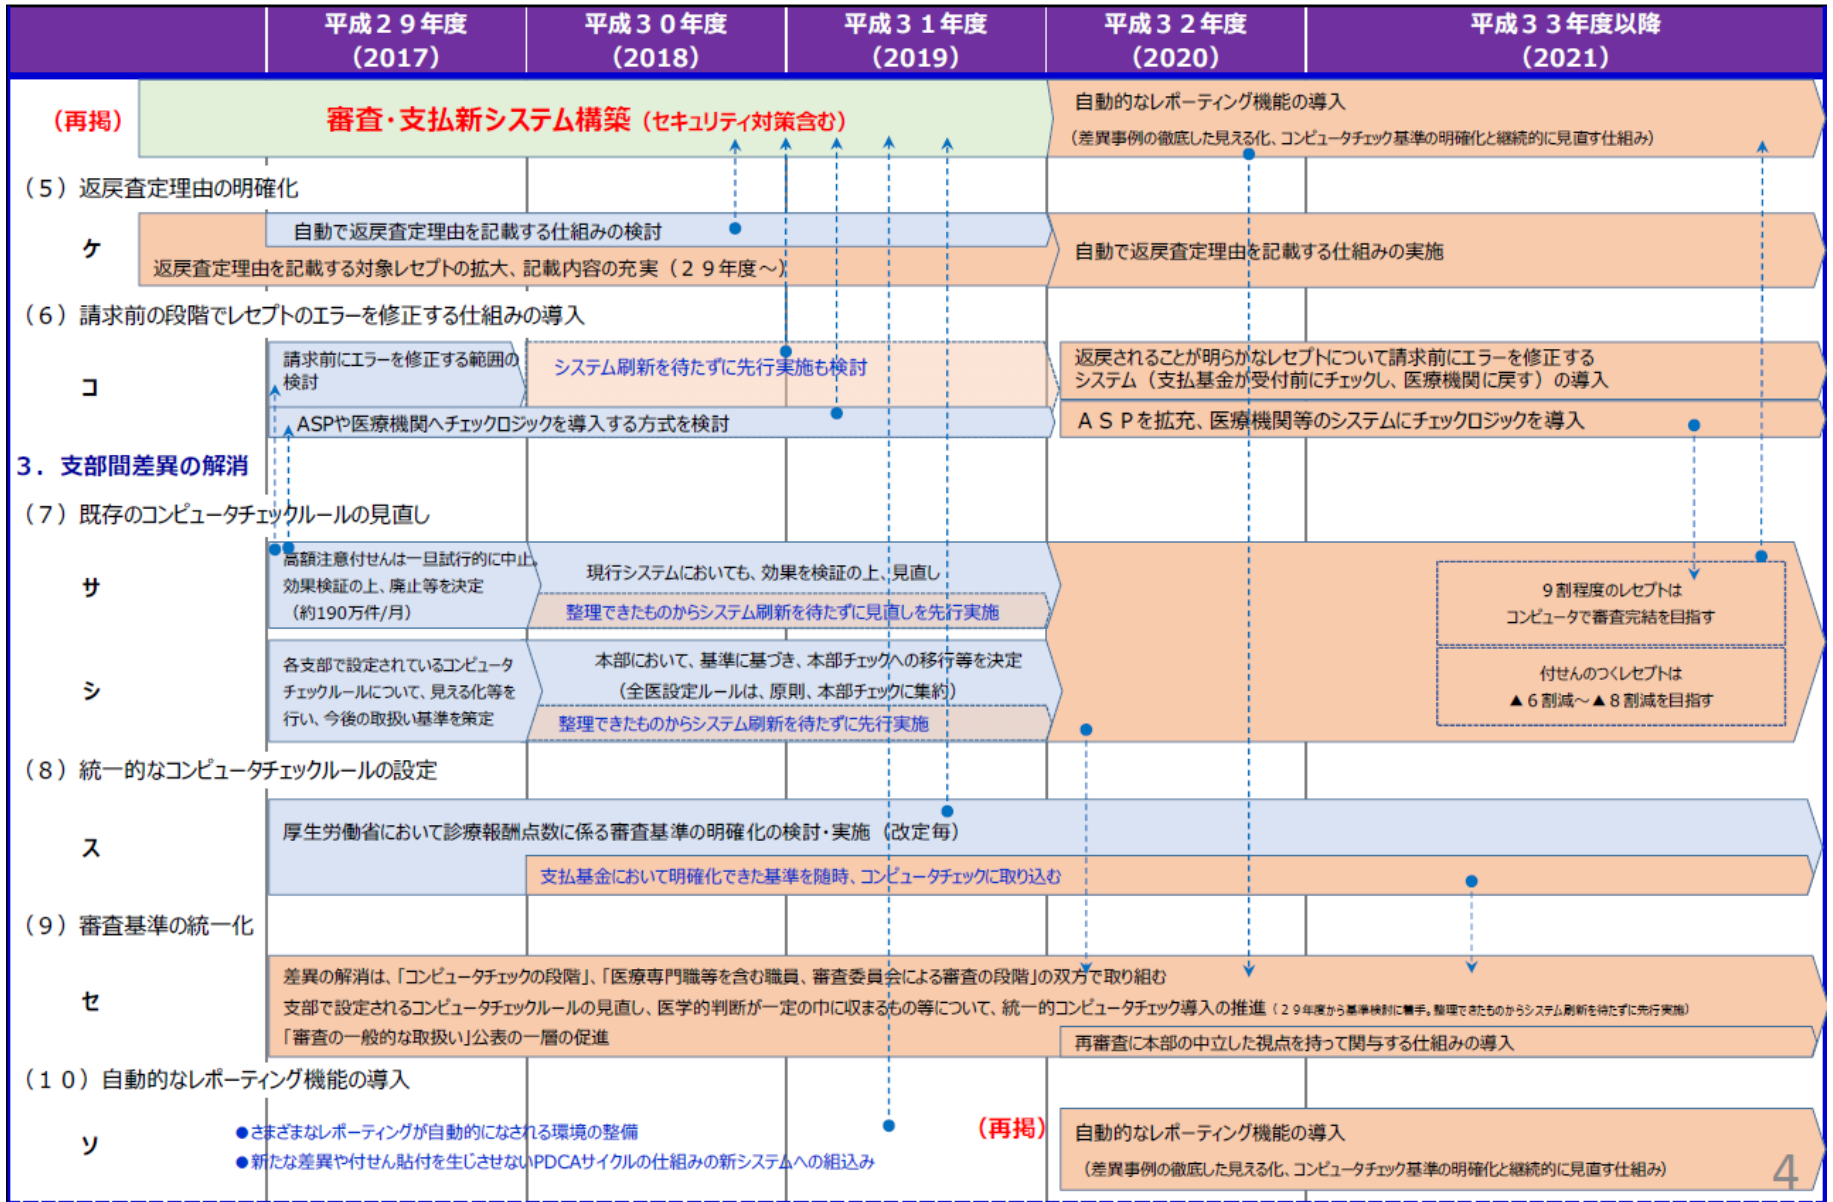 平成２９年度
（2017）
平成３０年度
（2018）
平成３１年度
（2019）
平成３２年度
（2020）
平成３３年度以降
（2021）
（再掲）
審査・支払新システム構築（セキュリティ対策含む）
自動的なレポーティング機能の導入
（差異事例の徹底した見える化、コンピュータチェック基準の明確化と継続的に見直す仕組み）
（５）返戻査定理由の明確化
ケ
自動で返戻査定理由を記載する仕組みの検討
返戻査定理由を記載する対象レセプトの拡大、記載内容の充実（２９年度～）
自動で返戻査定理由を記載する仕組みの実施
（６）請求前の段階でレセプトのエラーを修正する仕組みの導入
コ
請求前にエラーを修正する範囲の
検討
システム刷新を待たずに先行実施も検討
返戻されることが明らかなレセプトについて請求前にエラーを修正する
システム（支払基金が受付前にチェックし、医療機関に戻す）の導入
ASPや医療機関へチェックロジックを導入する方式を検討
ＡＳＰを拡充、医療機関等のシステムにチェックロジックを導入
３．支部間差異の解消
（７）既存のコンピュータチェックルールの見直し
サ
高額注意付せんは一旦試行的に中止。
効果検証の上、廃止等を決定
（約190万件/月）
現行システムにおいても、効果を検証の上、見直し
整理できたものからシステム刷新を待たずに見直しを先行実施
９割程度のレセプトは
コンピュータで審査完結を目指す
シ
各支部で設定されているコンピュータ
チェックルールについて、見える化等を
行い、今後の取扱い基準を策定
本部において、基準に基づき、本部チェックへの移行等を決定
（全医設定ルールは、原則、本部チェックに集約）
整理できたものからシステム刷新を待たずに先行実施
付せんのつくレセプトは
▲６割減～▲８割減を目指す
（８）統一的なコンピュータチェックルールの設定
ス
厚生労働省において診療報酬点数に係る審査基準の明確化の検討・実施（改定毎）
支払基金において明確化できた基準を随時、コンピュータチェックに取り込む
（９）審査基準の統一化
セ
差異の解消は、「コンピュータチェックの段階」、「医療専門職等を含む職員、審査委員会による審査の段階」の双方で取り組む
支部で設定されるコンピュータチェックルールの見直し、医学的判断が一定の巾に収まるもの等について、統一的コンピュータチェック導入の推進（２９年度から基準検討に着手。整理できたものからシステム刷新を待たずに先行実施）
「審査の一般的な取扱い」公表の一層の促進
再審査に本部の中立した視点を持って関与する仕組みの導入
（１０）自動的なレポーティング機能の導入
ソ
●さまざまなレポーティングが自動的になされる環境の整備
●新たな差異や付せん貼付を生じさせないPDCAサイクルの仕組みの新システムへの組込み
（再掲）
自動的なレポーティング機能の導入
（差異事例の徹底した見える化、コンピュータチェック基準の明確化と継続的に見直す仕組み）
4